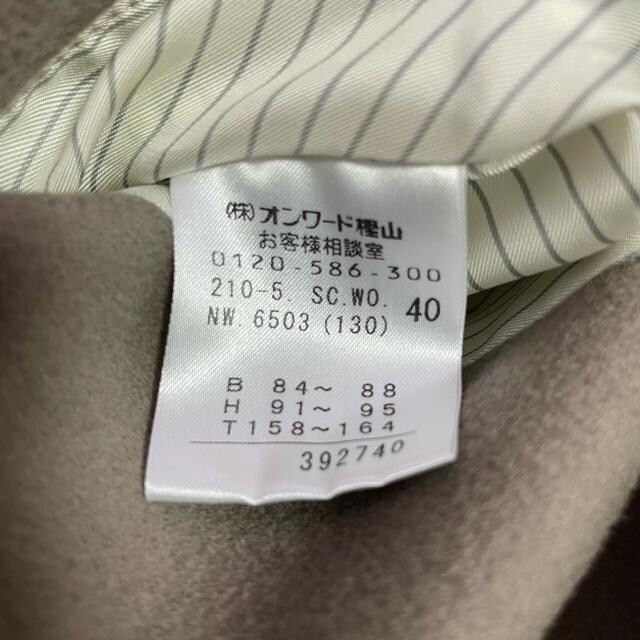 (株)オンワード樫山
お客様相談室
0120-586-300
210-5. SC.WO. 40
NW.6503(130)
B 84〜 88
H 91〜 95
T158〜164
392740